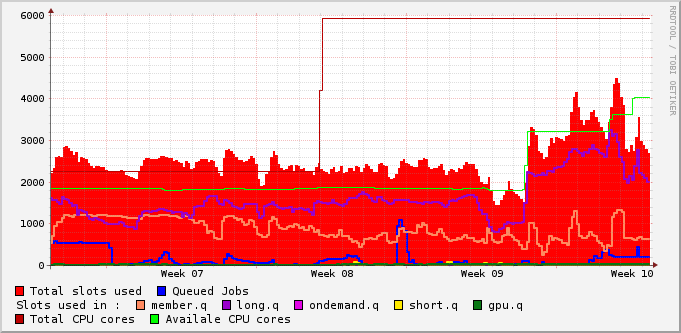 RRDTOOL / TOBI OETIKER
6000
5000
4000
3000
2000
1000
0
Week 07 Week 08 Week 09 Week 10
Total slots used Queued Jobs
Slots used in : member.q long.q ondemand.q short.q gpu.q
Total CPU cores Availale CPU cores